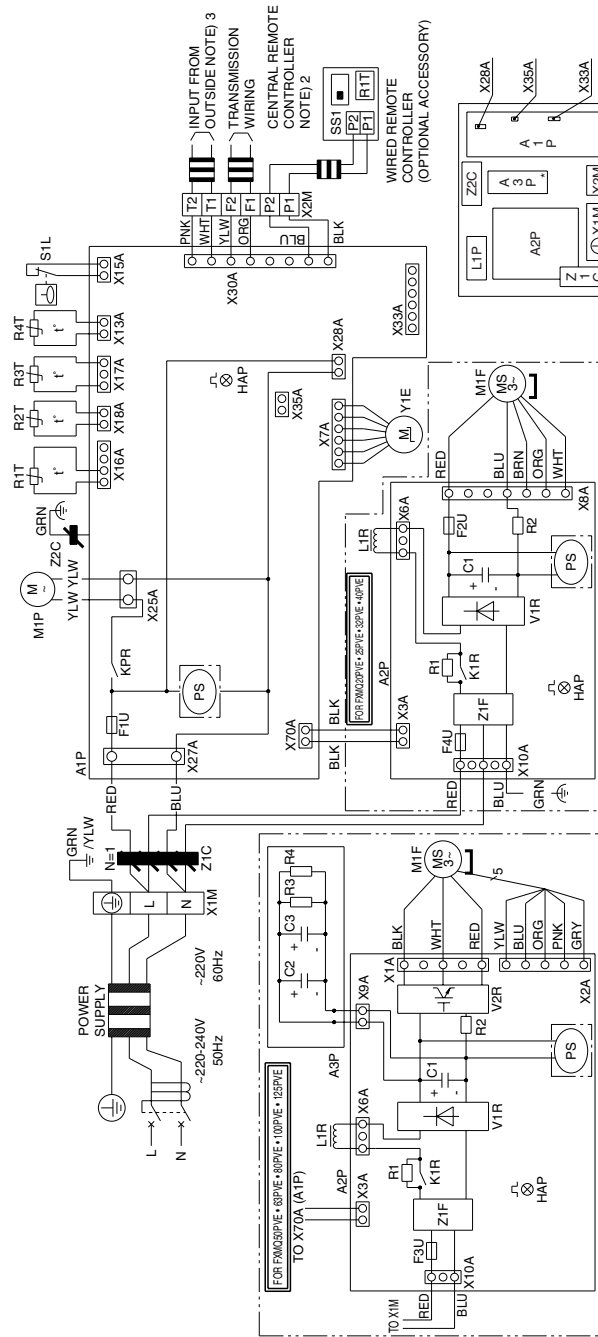 POWER
SUPPLY
~220-240V
50Hz
~220V
60Hz
L
N
GRN
/YLW
X1M
L
N
N=1
Z1C
RED
BLU
A1P
X27A
F1U
KPR
PS
M1P
M
~
YLW YLW
X25A
Z2C
GRN
R1T
t°
X16A
R2T
t°
X18A
R3T
t°
X17A
R4T
t°
X13A
S1L
X15A
HAP
X35A
X28A
X33A
X7A
M
Y1E
X70A
BLK
BLK
X30A
PNK
WHT
YLW
ORG
BLU
BLK
T2
T1
F2
F1
P2
P1
X2M
INPUT FROM
OUTSIDE NOTE) 3
TRANSMISSION
WIRING
CENTRAL REMOTE
CONTROLLER
NOTE) 2
SS1
P2
P1
R1T
WIRED REMOTE
CONTROLLER
(OPTIONAL ACCESSORY)
FOR FXMQ50PVE • 63PVE • 80PVE • 100PVE • 125PVE
TO X70A (A1P)
A2P
X3A
TO X1M
RED
BLU
X10A
F3U
Z1F
R1
K1R
L1R
X6A
V1R
C1
+
-
HAP
A3P
X9A
C2
+
-
C3
+
-
R3
R4
R2
V2R
PS
X1A
BLK
WHT
RED
M1F
MS
3~
5
YLW
BLU
ORG
PNK
GRY
X2A
FOR FXMQ20PVE • 25PVE • 32PVE • 40PVE
A2P
X3A
RED
BLU
GRN
X10A
F4U
Z1F
R1
K1R
L1R
X6A
V1R
C1
+
-
F2U
R2
PS
HAP
X8A
RED
BLU
BRN
ORG
WHT
M1F
MS
3~
L1P
Z2C
A3P*
A1P
A2P
Z1C
X1M
X2M
X28A
X35A
X33A